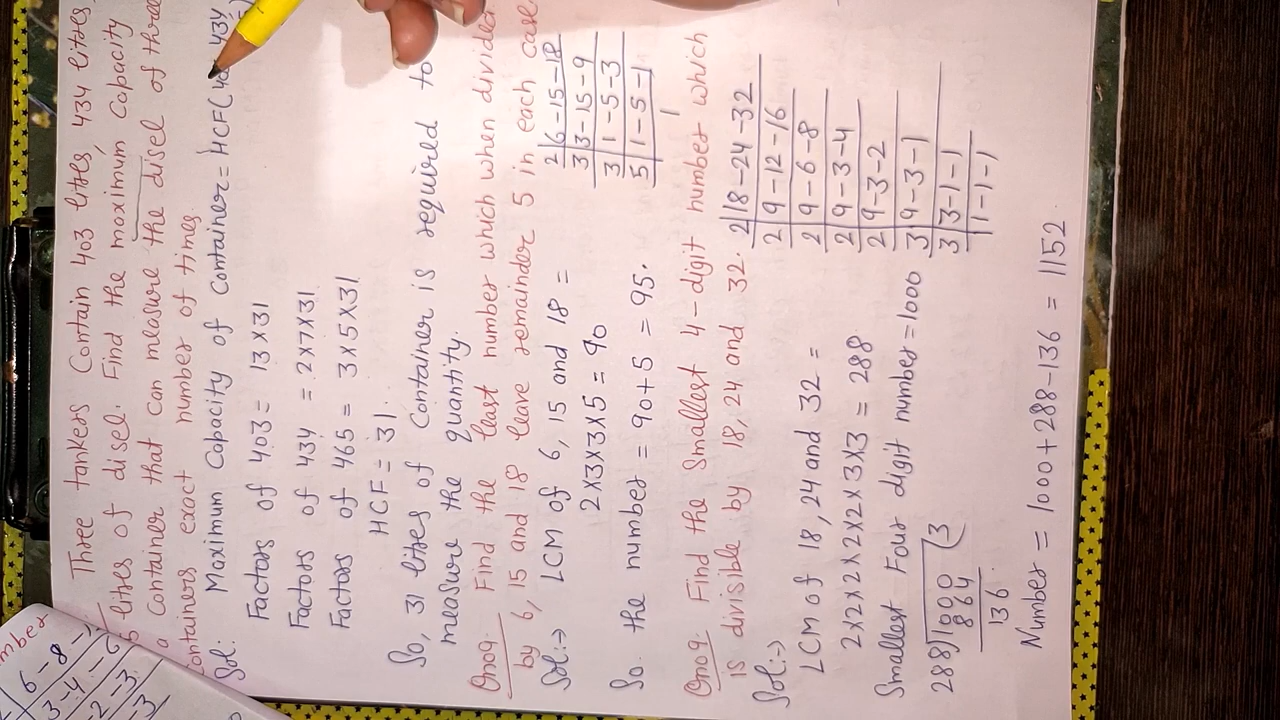 Three tankers Contain 403 litres, 434 litres,
litres of disel. Find the maximum Capacity
a Container that can measure the disel of three
Containers exact number of times.
Sol: Maximum Capacity of Container = HCF(
Factors of 403 = 13 x 31
Factors of 434 = 2 x 7 x 31
Factors of 465 = 3 x 5 x 31
HCF = 31.
So, 31 litres of Container is required to
measure the quantity.
Find the least number which when divided
by 6, 15 and 18 leave remainder 5 in each case
Sol:→ LCM of 6, 15 and 18 =
2x3x3x5 = 90
2|6-15-18
3|3-15-9
3|1-5-3
5|1-5-1
1
So. the number = 90+5 = 95.
Find the Smallest 4-digit number which
is divisible by 18, 24 and 32.
Sol:→
LCM of 18, 24 and 32 =
2x2x2x2x2x3x3 = 288
2|18-24-32
2|9-12-16
2|9-6-8
2|9-3-4
2|9-3-2
3|9-3-1
3|3-1-1
1-1-1
Smallest Four digit number = 1000
288)1000(3
864
136
Number = 1000+288-136 = 1152
6-8-
3-4-
-2-3
-3